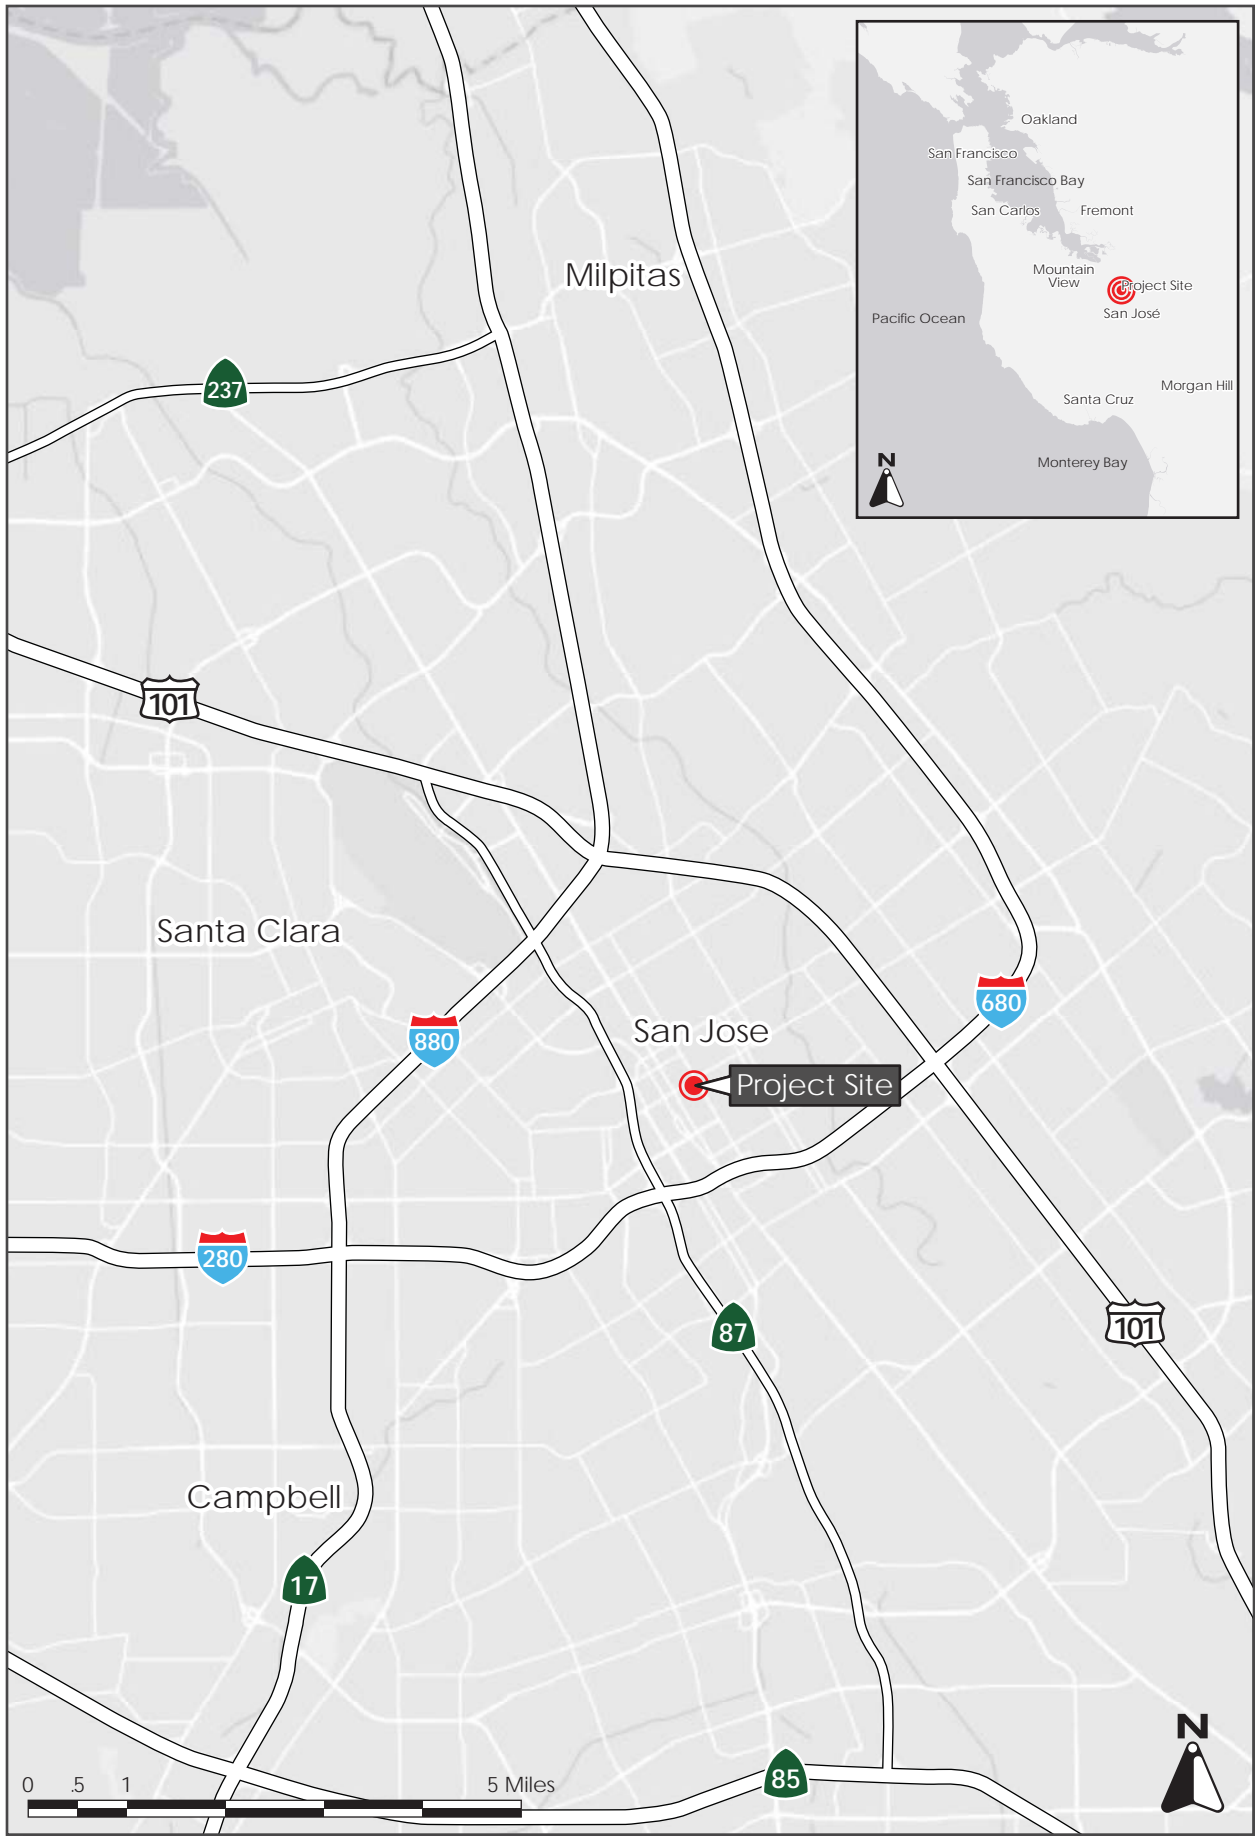 Oakland
San Francisco
San Francisco Bay
San Carlos
Fremont
Mountain
View
Project Site
San José
Pacific Ocean
Morgan Hill
Santa Cruz
Monterey Bay
N
Milpitas
237
101
Santa Clara
880
680
San Jose
Project Site
280
87
101
Campbell
17
85
N
0 .5 1 5 Miles